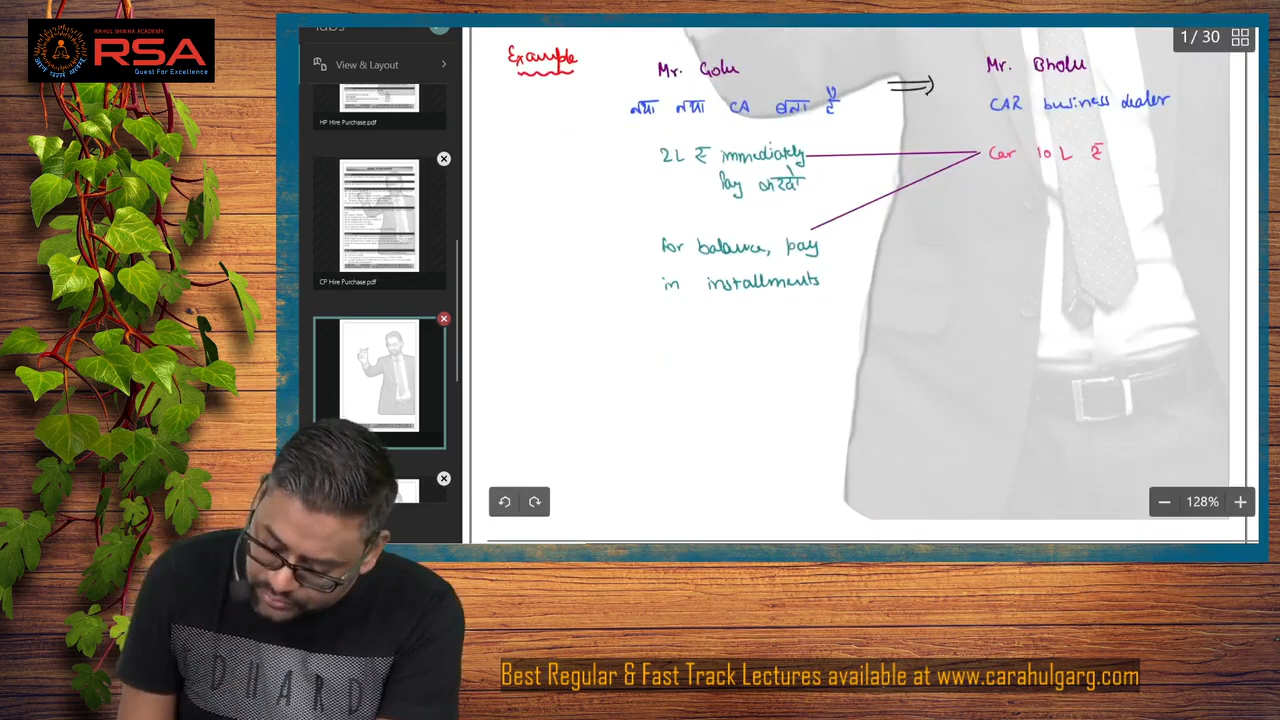 RAHUL SHIKHA ACADEMY
RSA
Quest For Excellence
View & Layout
HP Hire Purchase.pdf
CP Hire Purchase.pdf
1 / 30
Example
Mr. Golu
Mr. Bholu
नया नया CA बना है
CAR business dealer
2L ₹ immediately
Pay करेगा
Car 10 L ₹
for balance, pay
in installments
128%
DHARD
Best Regular & Fast Track Lectures available at www.carahulgarg.com